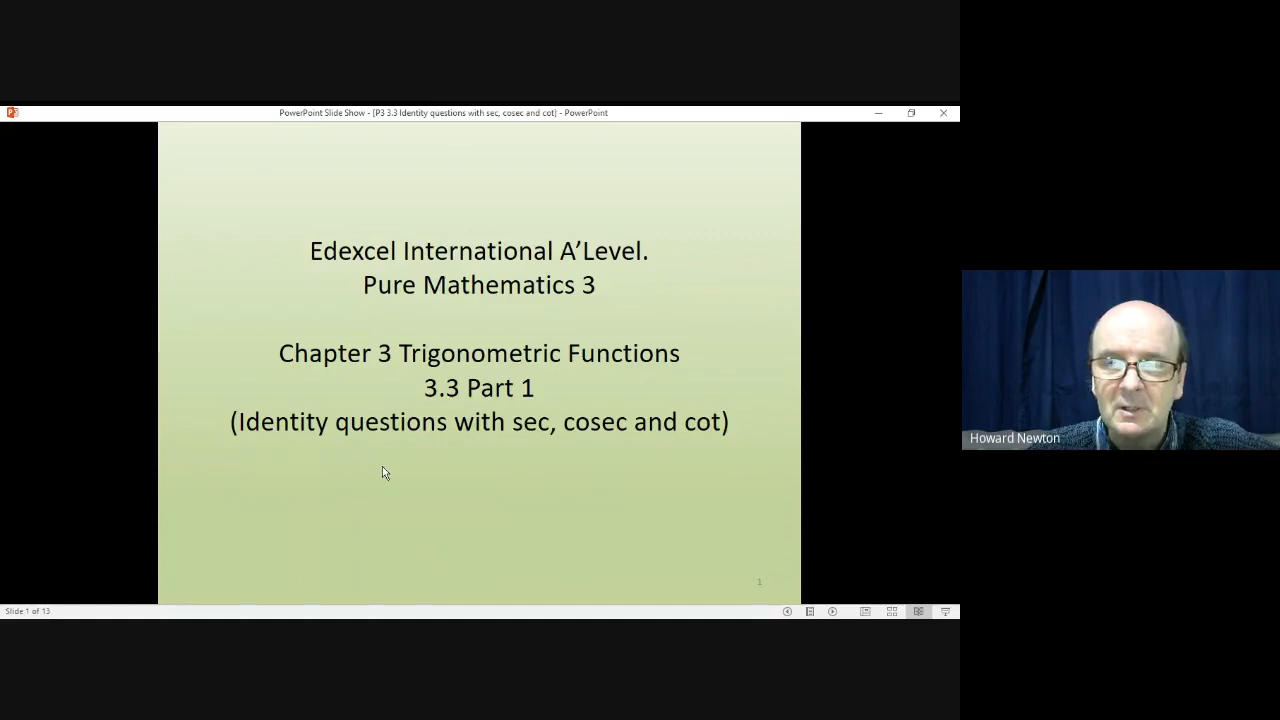 PowerPoint Slide Show - [P3 3.3 Identity questions with sec, cosec and cot] - PowerPoint
Edexcel International A’Level.
Pure Mathematics 3
Chapter 3 Trigonometric Functions
3.3 Part 1
(Identity questions with sec, cosec and cot)
Howard Newton
1
Slide 1 of 13